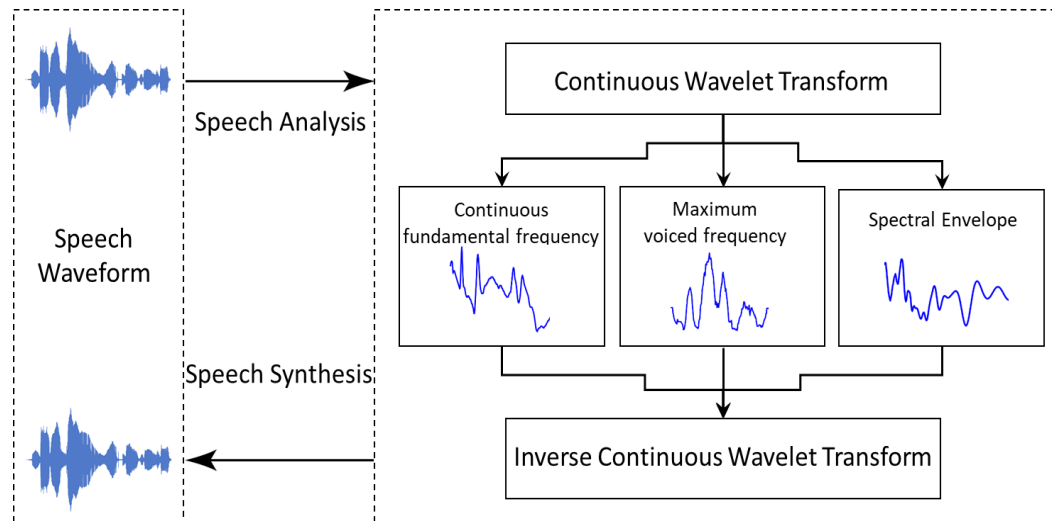 Speech
Waveform
Speech Analysis
Speech Synthesis
Continuous Wavelet Transform
Continuous
fundamental frequency
Maximum
voiced frequency
Spectral Envelope
Inverse Continuous Wavelet Transform